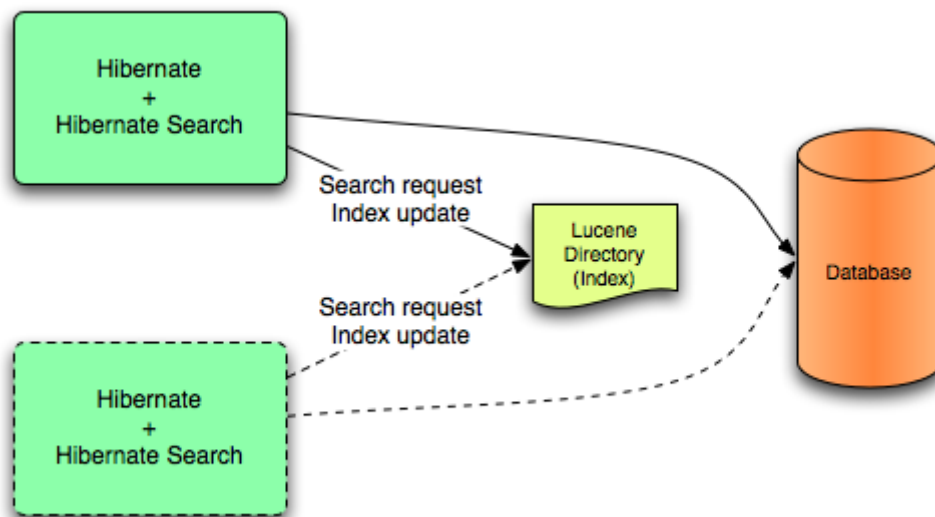 Hibernate
+
Hibernate Search
Search request
Index update
Lucene
Directory
(Index)
Database
Search request
Index update
Hibernate
+
Hibernate Search